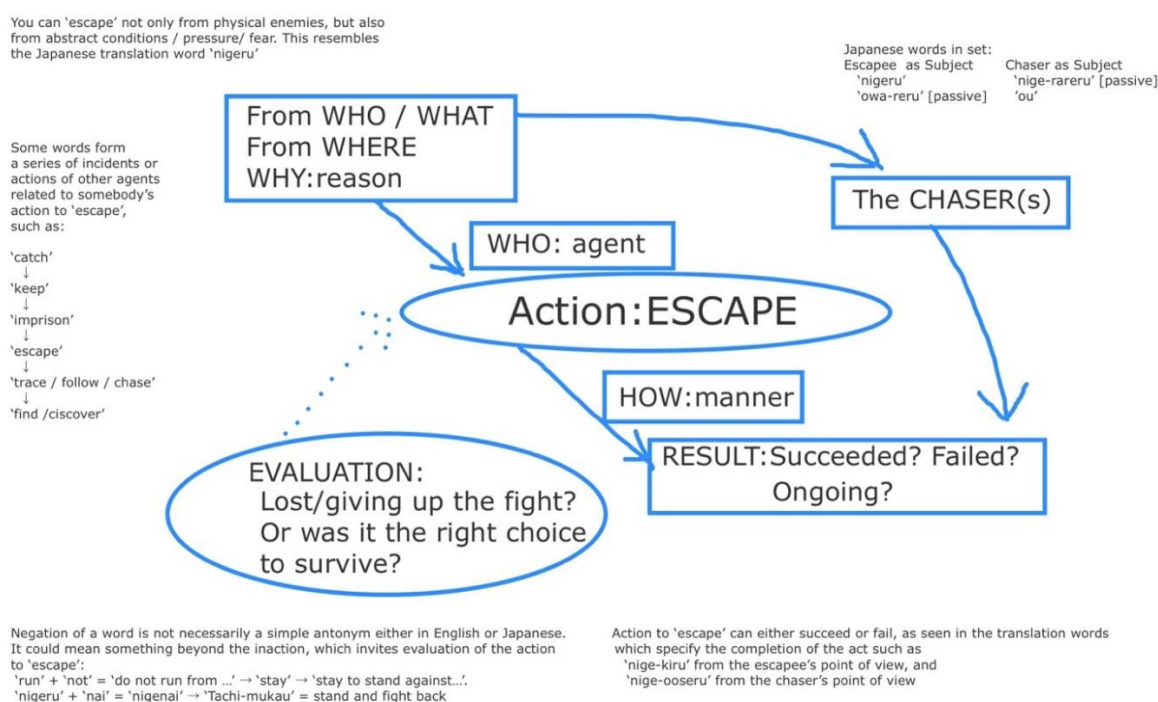 You can ‘escape’ not only from physical enemies, but also
from abstract conditions / pressure/ fear. This resembles
the Japanese translation word ‘nigeru’
Japanese words in set:
Escapee as Subject
‘nigeru’
‘owa-reru’ [passive]
Chaser as Subject
‘nige-rareru’ [passive]
‘ou’
From WHO / WHAT
From WHERE
WHY:reason
Some words form
a series of incidents or
actions of other agents
related to somebody’s
action to ‘escape’,
such as:
‘catch’
↓
‘keep’
↓
‘imprison’
↓
‘escape’
↓
‘trace / follow / chase’
↓
‘find /ciscover’
The CHASER(s)
WHO: agent
Action:ESCAPE
HOW:manner
RESULT:Succeeded? Failed?
Ongoing?
EVALUATION:
Lost/giving up the fight?
Or was it the right choice
to survive?
Negation of a word is not necessarily a simple antonym either in English or Japanese.
It could mean something beyond the inaction, which invites evaluation of the action
to ‘escape’:
‘run’ + ‘not’ = ‘do not run from ...’ → ‘stay’ → ‘stay to stand against...’.
‘nigeru’ + ‘nai’ = ‘nigenai’ → ‘Tachi-mukau’ = stand and fight back
Action to ‘escape’ can either succeed or fail, as seen in the translation words
which specify the completion of the act such as
‘nige-kiru’ from the escapee’s point of view, and
‘nige-ooseru’ from the chaser’s point of view